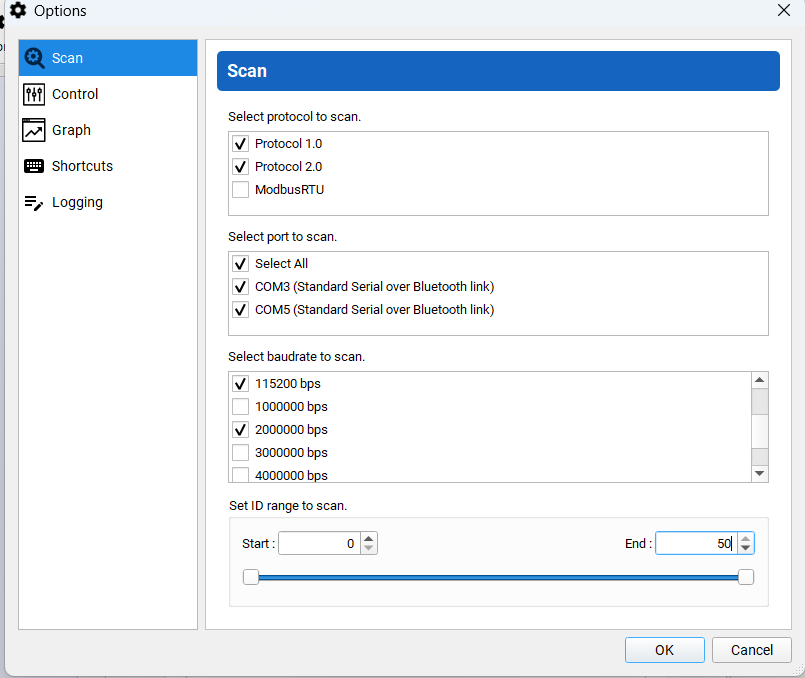 Options
Scan
Control
Graph
Shortcuts
Logging
Scan
Select protocol to scan.
Protocol 1.0
Protocol 2.0
ModbusRTU
Select port to scan.
Select All
COM3 (Standard Serial over Bluetooth link)
COM5 (Standard Serial over Bluetooth link)
Select baudrate to scan.
115200 bps
1000000 bps
2000000 bps
3000000 bps
4000000 bps
Set ID range to scan.
Start : 0 End : 50
OK Cancel